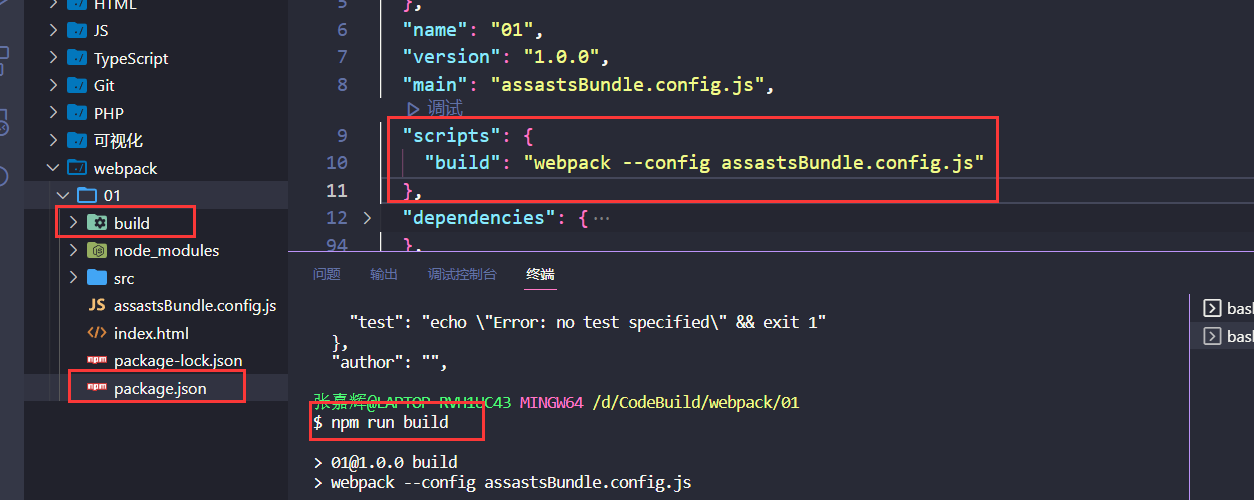 HTML
JS
TypeScript
Git
PHP
可视化
webpack
01
build
node_modules
src
JS assastsBundle.config.js
</> index.html
npm package-lock.json
npm package.json
5 },
6 "name": "01",
7 "version": "1.0.0",
8 "main": "assastsBundle.config.js",
调试
9 "scripts": {
10 "build": "webpack --config assastsBundle.config.js"
11 },
12 "dependencies": { ···
94 },
问题 输出 调试控制台 终端
"test": "echo \"Error: no test specified\" && exit 1"
},
"author": "",
张嘉辉@LAPTOP-RVH1UC43 MINGW64 /d/CodeBuild/webpack/01
$ npm run build
> 01@1.0.0 build
> webpack --config assastsBundle.config.js